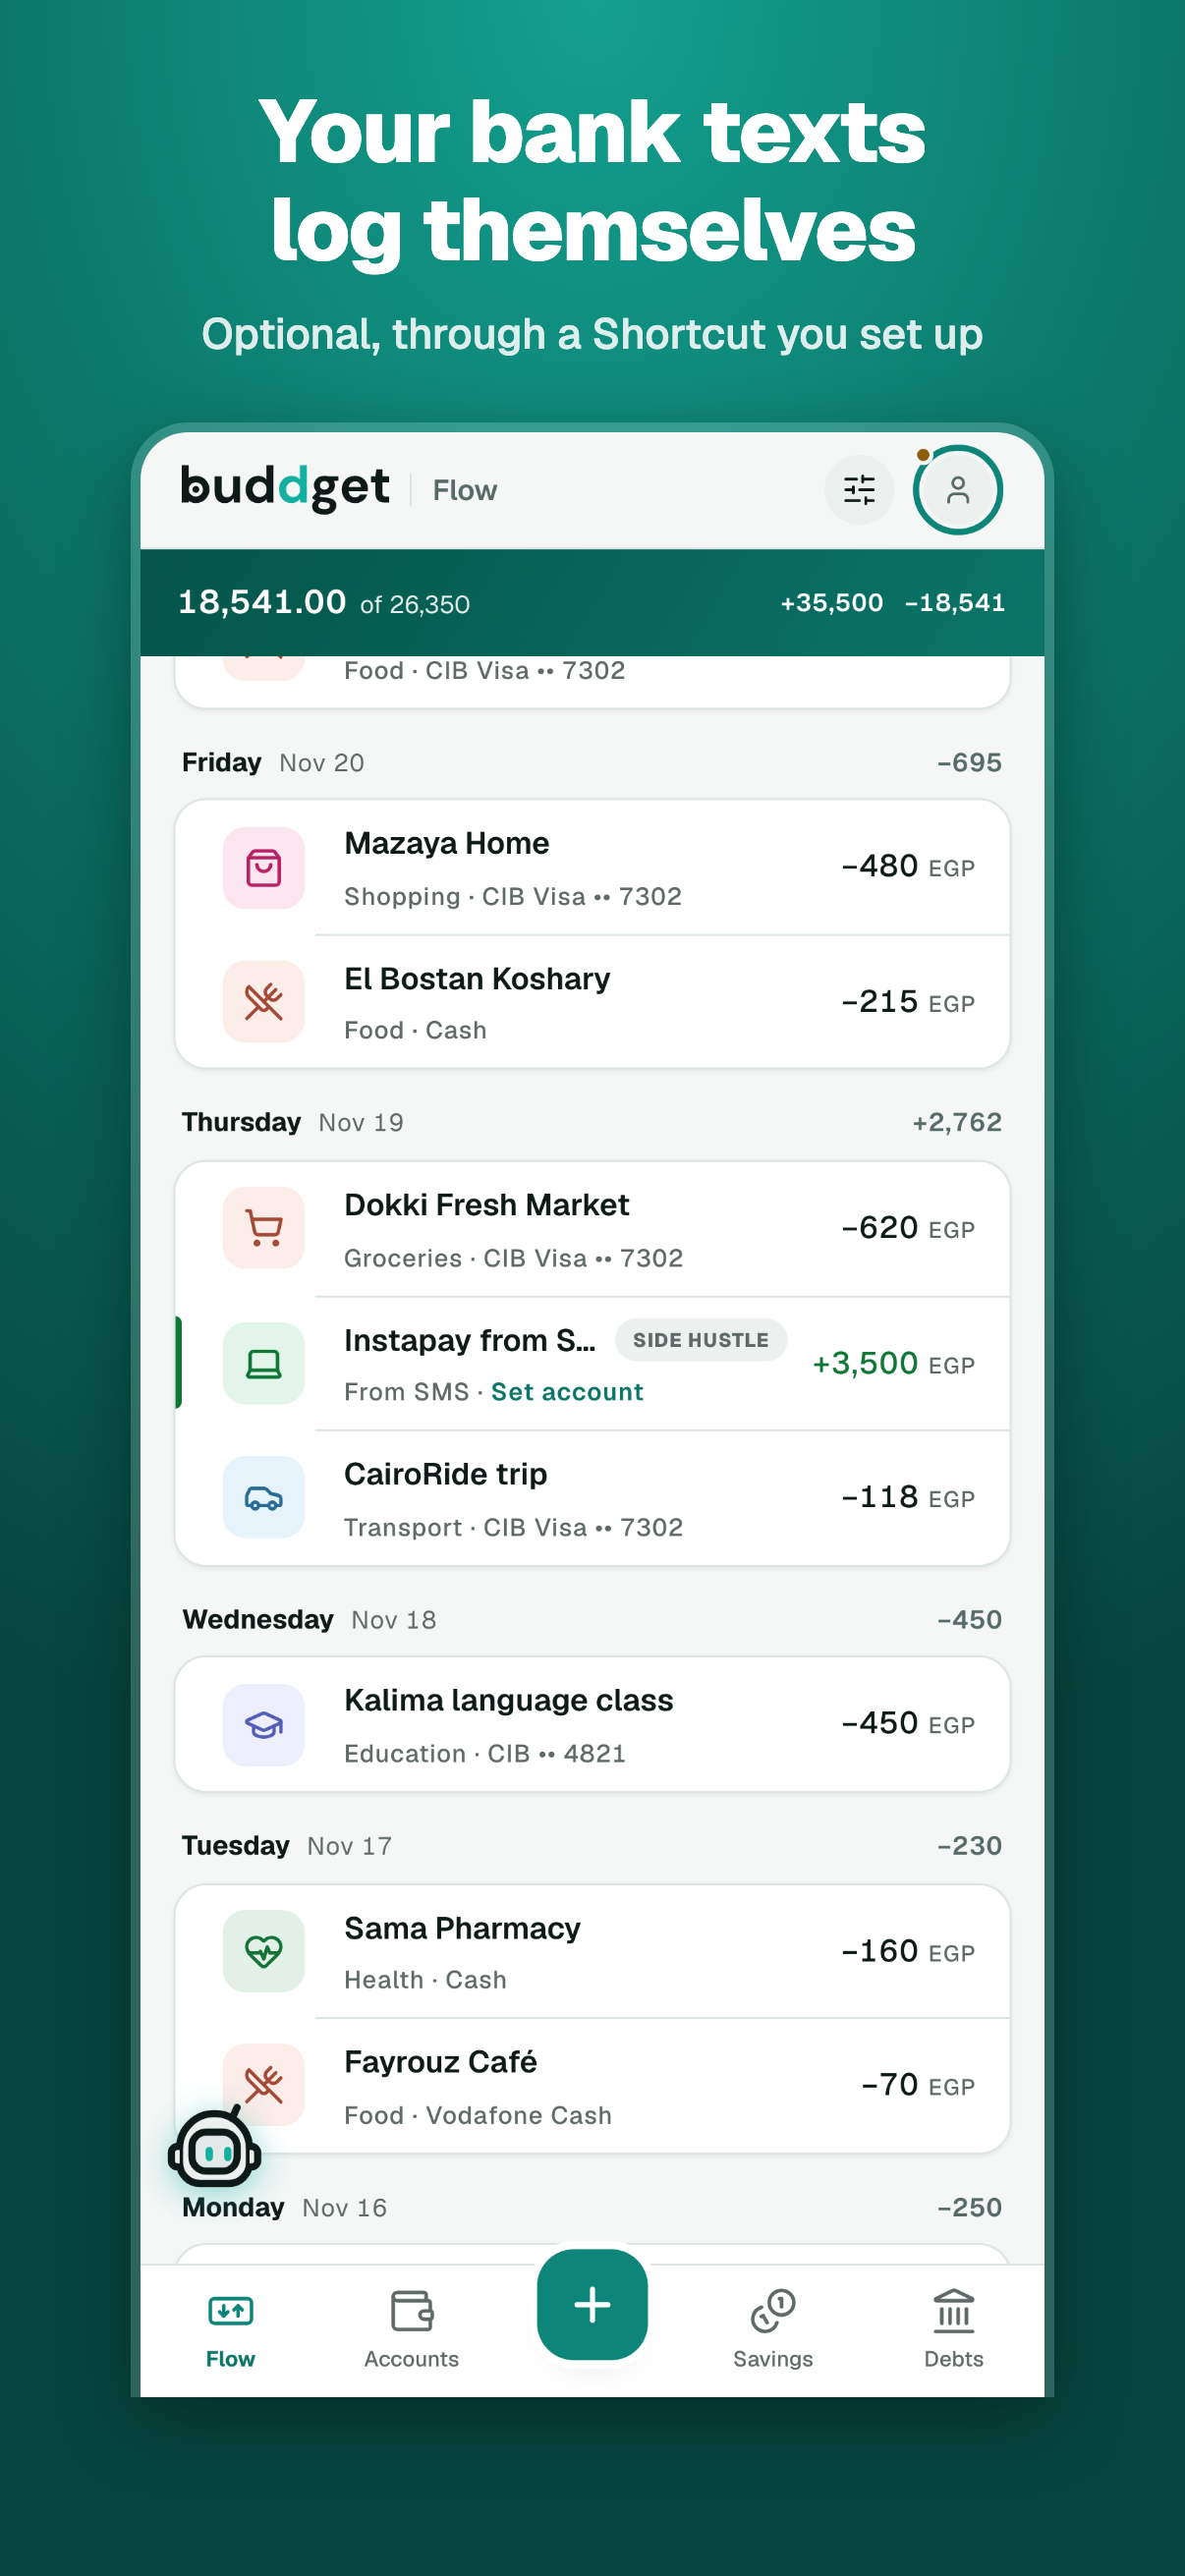 Your bank texts
log themselves
Optional, through a Shortcut you set up
buddget Flow
18,541.00 of 26,350 +35,500 −18,541
Food · CIB Visa •• 7302
Friday Nov 20 −695
Mazaya Home
−480 EGP
Shopping · CIB Visa •• 7302
El Bostan Koshary
−215 EGP
Food · Cash
Thursday Nov 19 +2,762
Dokki Fresh Market
−620 EGP
Groceries · CIB Visa •• 7302
Instapay from S... SIDE HUSTLE
+3,500 EGP
From SMS · Set account
CairoRide trip
−118 EGP
Transport · CIB Visa •• 7302
Wednesday Nov 18 −450
Kalima language class
−450 EGP
Education · CIB •• 4821
Tuesday Nov 17 −230
Sama Pharmacy
−160 EGP
Health · Cash
Fayrouz Café
−70 EGP
Food · Vodafone Cash
Monday Nov 16 −250
Flow Accounts Savings Debts